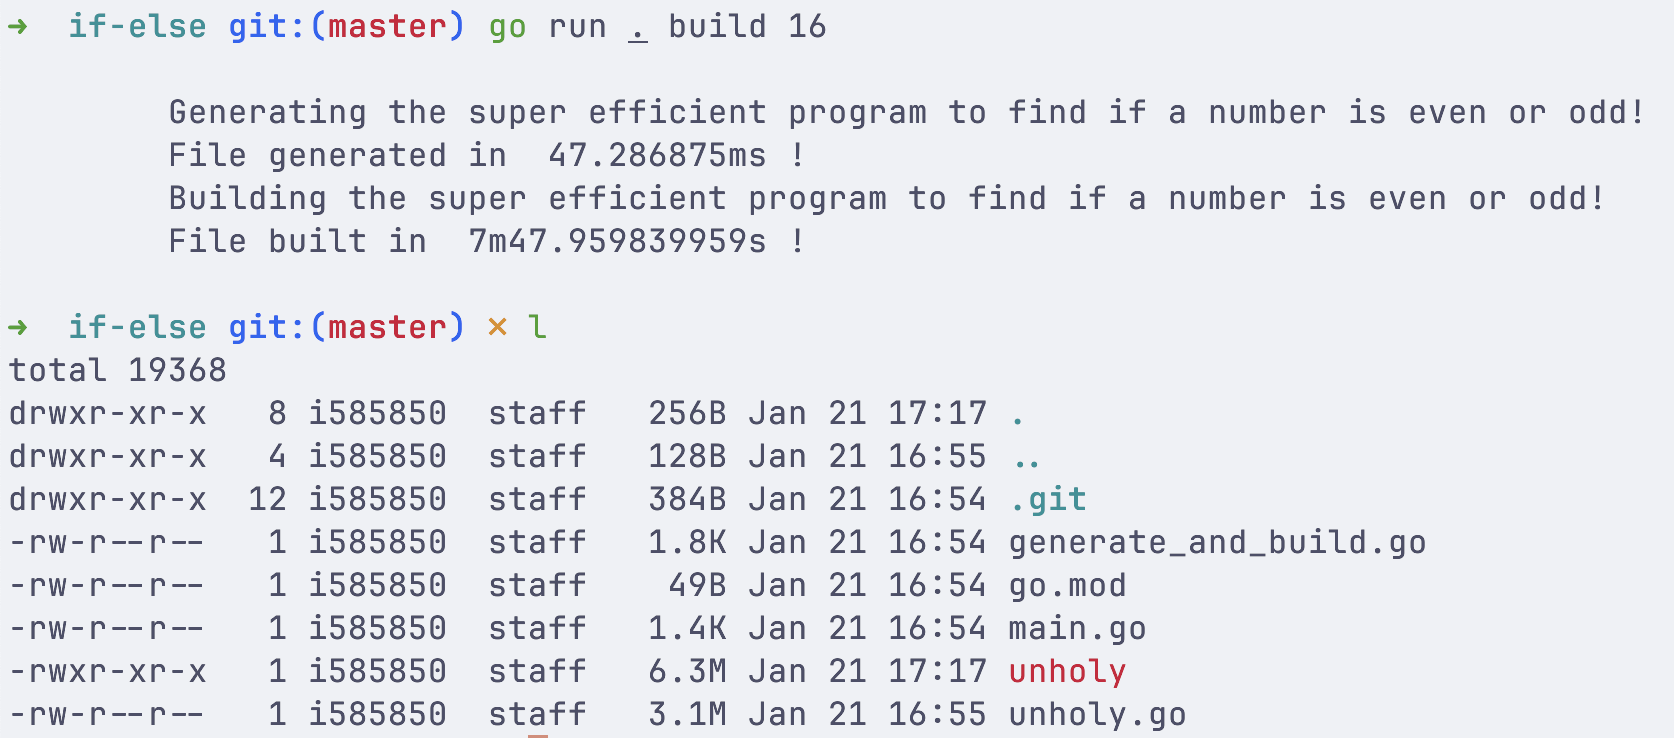 ➜  if-else git:(master) go run . build 16
Generating the super efficient program to find if a number is even or odd!
File generated in  47.286875ms !
Building the super efficient program to find if a number is even or odd!
File built in  7m47.959839959s !
➜  if-else git:(master) ✗ l
total 19368
drwxr-xr-x   8 i585850  staff   256B Jan 21 17:17 .
drwxr-xr-x   4 i585850  staff   128B Jan 21 16:55 ..
drwxr-xr-x  12 i585850  staff   384B Jan 21 16:54 .git
-rw-r--r--   1 i585850  staff   1.8K Jan 21 16:54 generate_and_build.go
-rw-r--r--   1 i585850  staff    49B Jan 21 16:54 go.mod
-rw-r--r--   1 i585850  staff   1.4K Jan 21 16:54 main.go
-rwxr-xr-x   1 i585850  staff   6.3M Jan 21 17:17 unholy
-rw-r--r--   1 i585850  staff   3.1M Jan 21 16:55 unholy.go